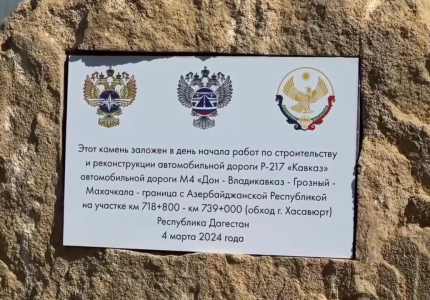 Этот камень заложен в день начала работ по строительству
и реконструкции автомобильной дороги Р-217 «Кавказ»
автомобильной дороги М4 «Дон - Владикавказ - Грозный -
Махачкала - граница с Азербайджанской Республикой
на участке км 718+800 - км 739+000 (обход г. Хасавюрт)
Республика Дагестан
4 марта 2024 года